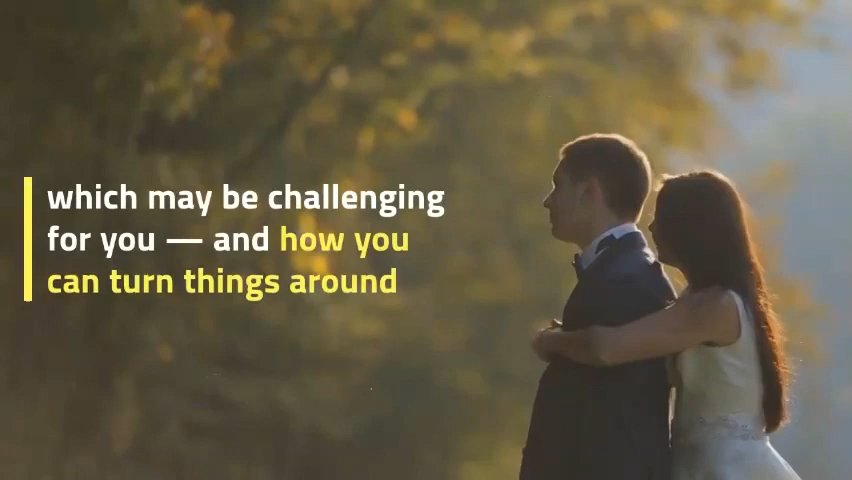 which may be challenging
for you — and how you
can turn things around